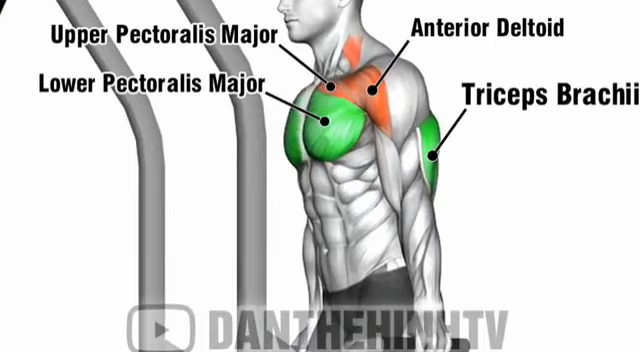 Upper Pectoralis Major
Anterior Deltoid
Lower Pectoralis Major
Triceps Brachii
DANTHEHINHTV